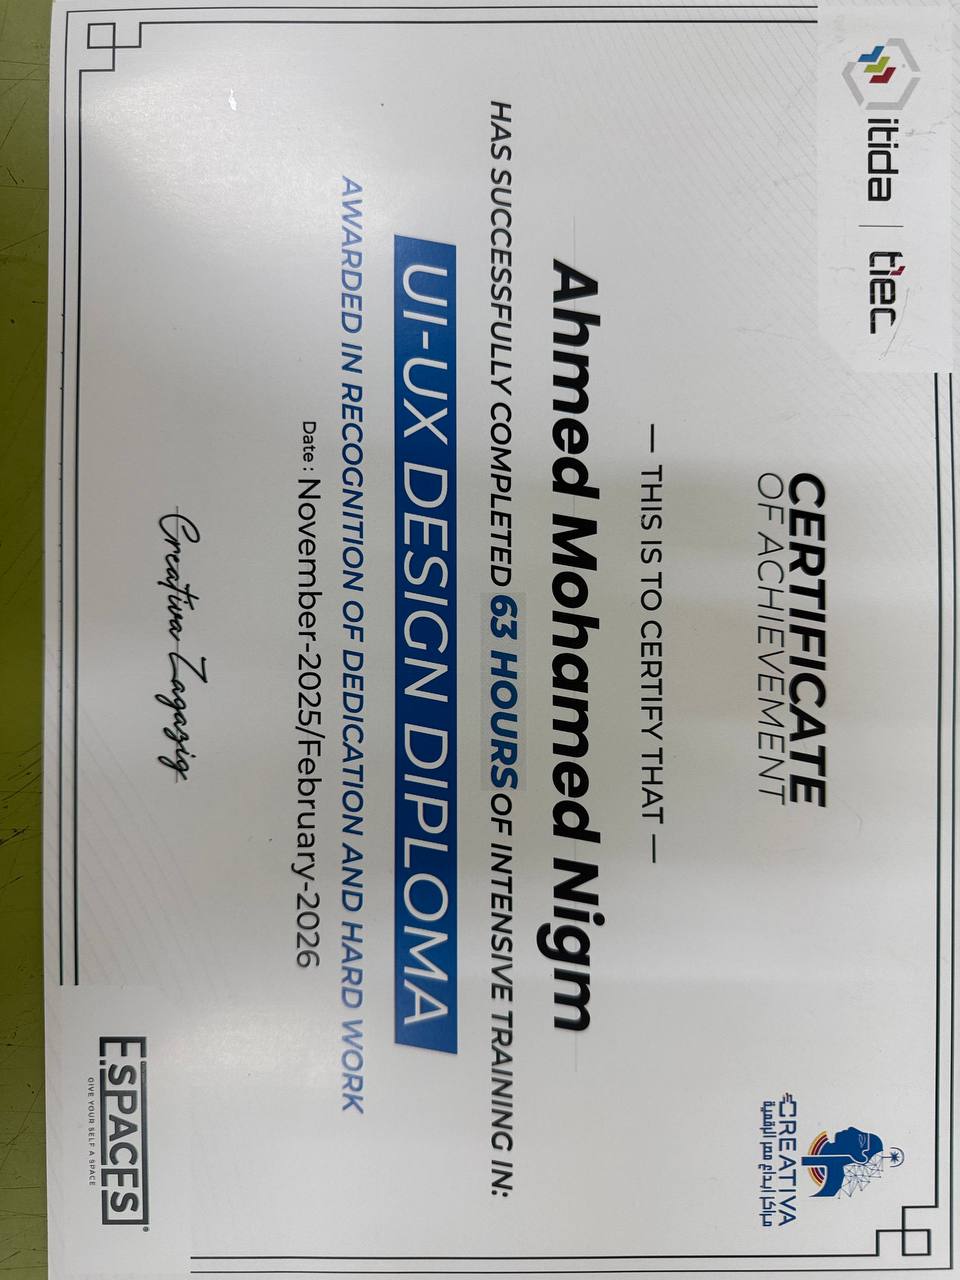 itida | tiec
CREATIVA
مراكز إبداع مصر الرقمية
CERTIFICATE
OF ACHIEVEMENT
— THIS IS TO CERTIFY THAT —
Ahmed Mohamed Nigm
HAS SUCCESSFULLY COMPLETED 63 HOURS OF INTENSIVE TRAINING IN:
UI-UX DESIGN DIPLOMA
AWARDED IN RECOGNITION OF DEDICATION AND HARD WORK
Date : November-2025/February-2026
Creativa Zagazig
E.SPACES®
GIVE YOUR SELF A SPACE